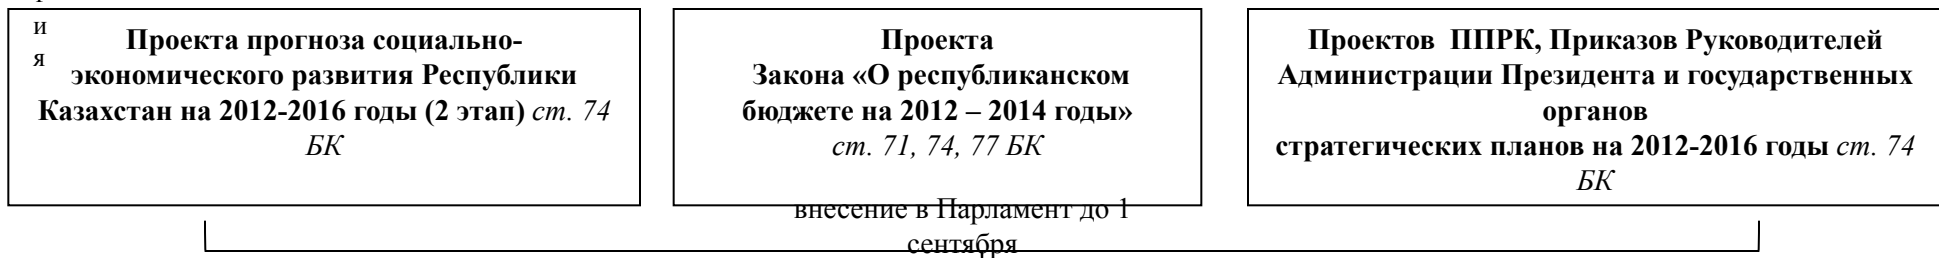 и
я
Проекта прогноза социально-
экономического развития Республики
Казахстан на 2012-2016 годы (2 этап) ст. 74
БК
Проекта
Закона «О республиканском
бюджете на 2012 – 2014 годы»
ст. 71, 74, 77 БК
Проектов ППРК, Приказов Руководителей
Администрации Президента и государственных
органов
стратегических планов на 2012-2016 годы ст. 74
БК
внесение в Парламент до 1
сентября